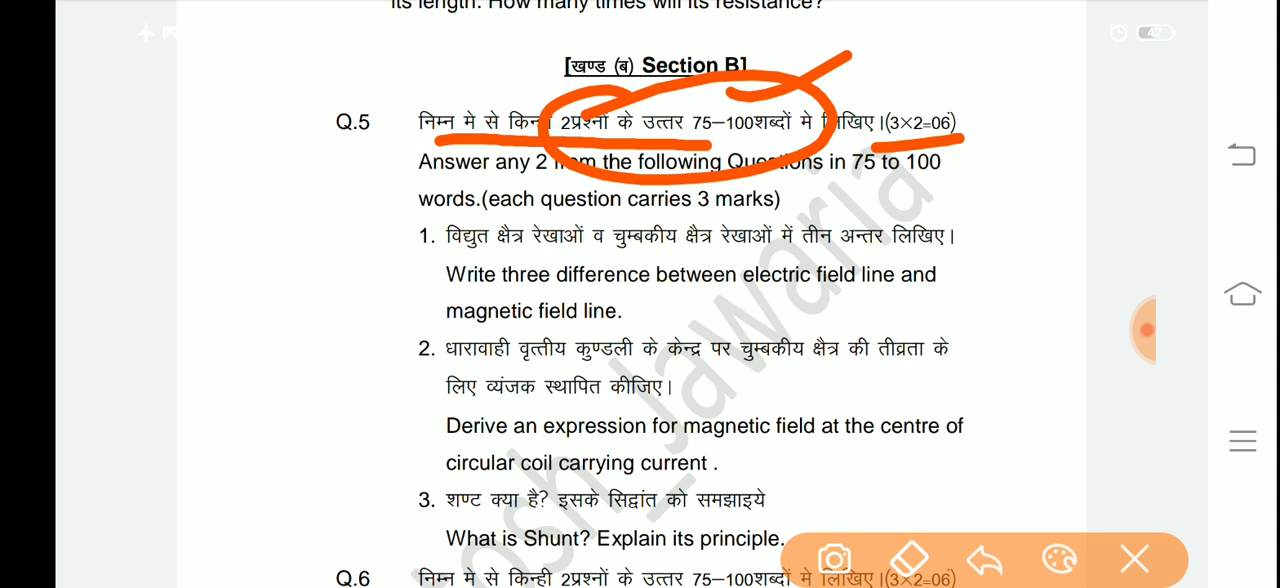 its length. How many times will its resistance?
47
[खण्ड (ब) Section B]
Q.5 निम्न मे से किन्ही 2प्रश्नों के उत्तर 75–100शब्दों मे लिखिए।(3×2=06)
Answer any 2 from the following Questions in 75 to 100
words.(each question carries 3 marks)
1. विद्युत क्षैत्र रेखाओं व चुम्बकीय क्षैत्र रेखाओं में तीन अन्तर लिखिए।
Write three difference between electric field line and
magnetic field line.
2. धारावाही वृत्तीय कुण्डली के केन्द्र पर चुम्बकीय क्षैत्र की तीव्रता के
लिए व्यंजक स्थापित कीजिए।
Derive an expression for magnetic field at the centre of
circular coil carrying current .
3. शण्ट क्या है? इसके सिद्वांत को समझाइये
What is Shunt? Explain its principle.
Q.6 निम्न मे से किन्ही 2प्रश्नों के उत्तर 75–100शब्दों मे लिखिए।(3×2=06)
osh_Jawaria